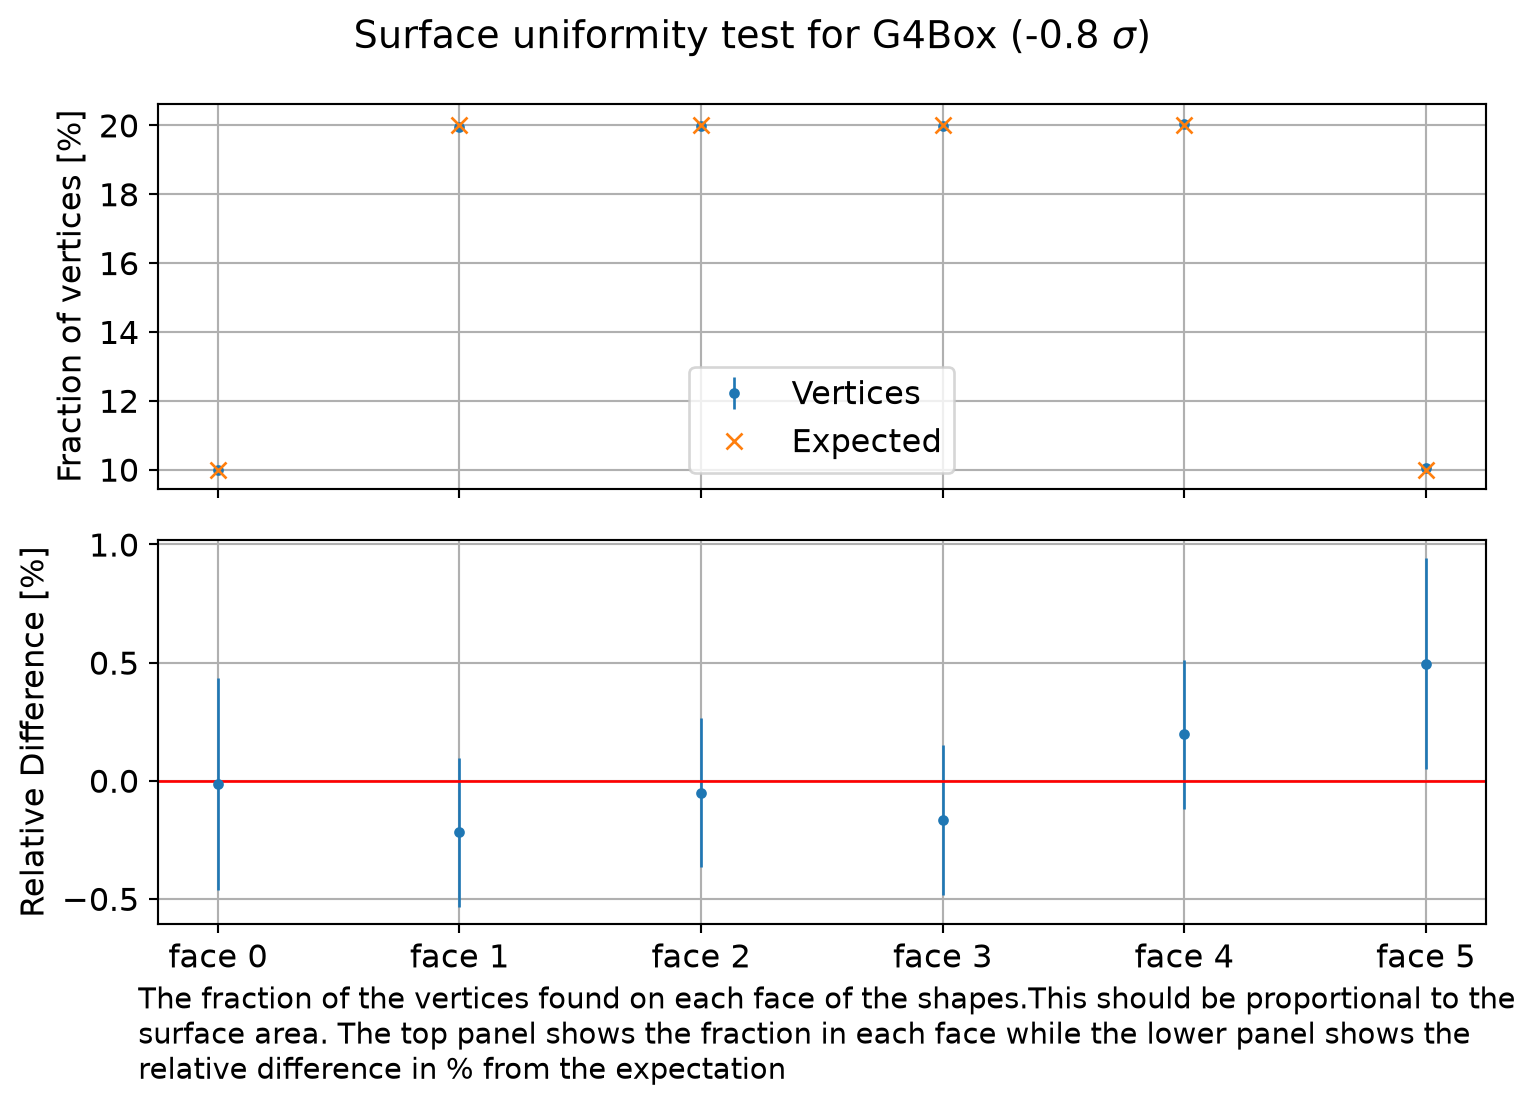 Surface uniformity test for G4Box (-0.8 σ)
Fraction of vertices [%]
20
18
16
14
12
10
Vertices
Expected
Relative Difference [%]
1.0
0.5
0.0
−0.5
face 0
face 1
face 2
face 3
face 4
face 5
The fraction of the vertices found on each face of the shapes.This should be proportional to the
surface area. The top panel shows the fraction in each face while the lower panel shows the
relative difference in % from the expectation